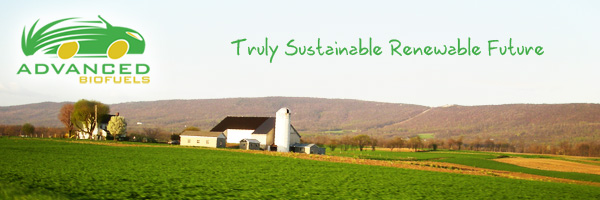 ADVANCED
BIOFUELS
Truly Sustainable Renewable Future